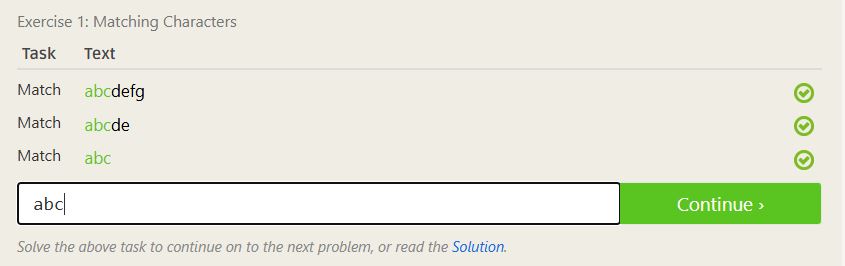 Exercise 1: Matching Characters
Task Text
Match abcdefg
Match abcde
Match abc
abc Continue ›
Solve the above task to continue on to the next problem, or read the Solution.